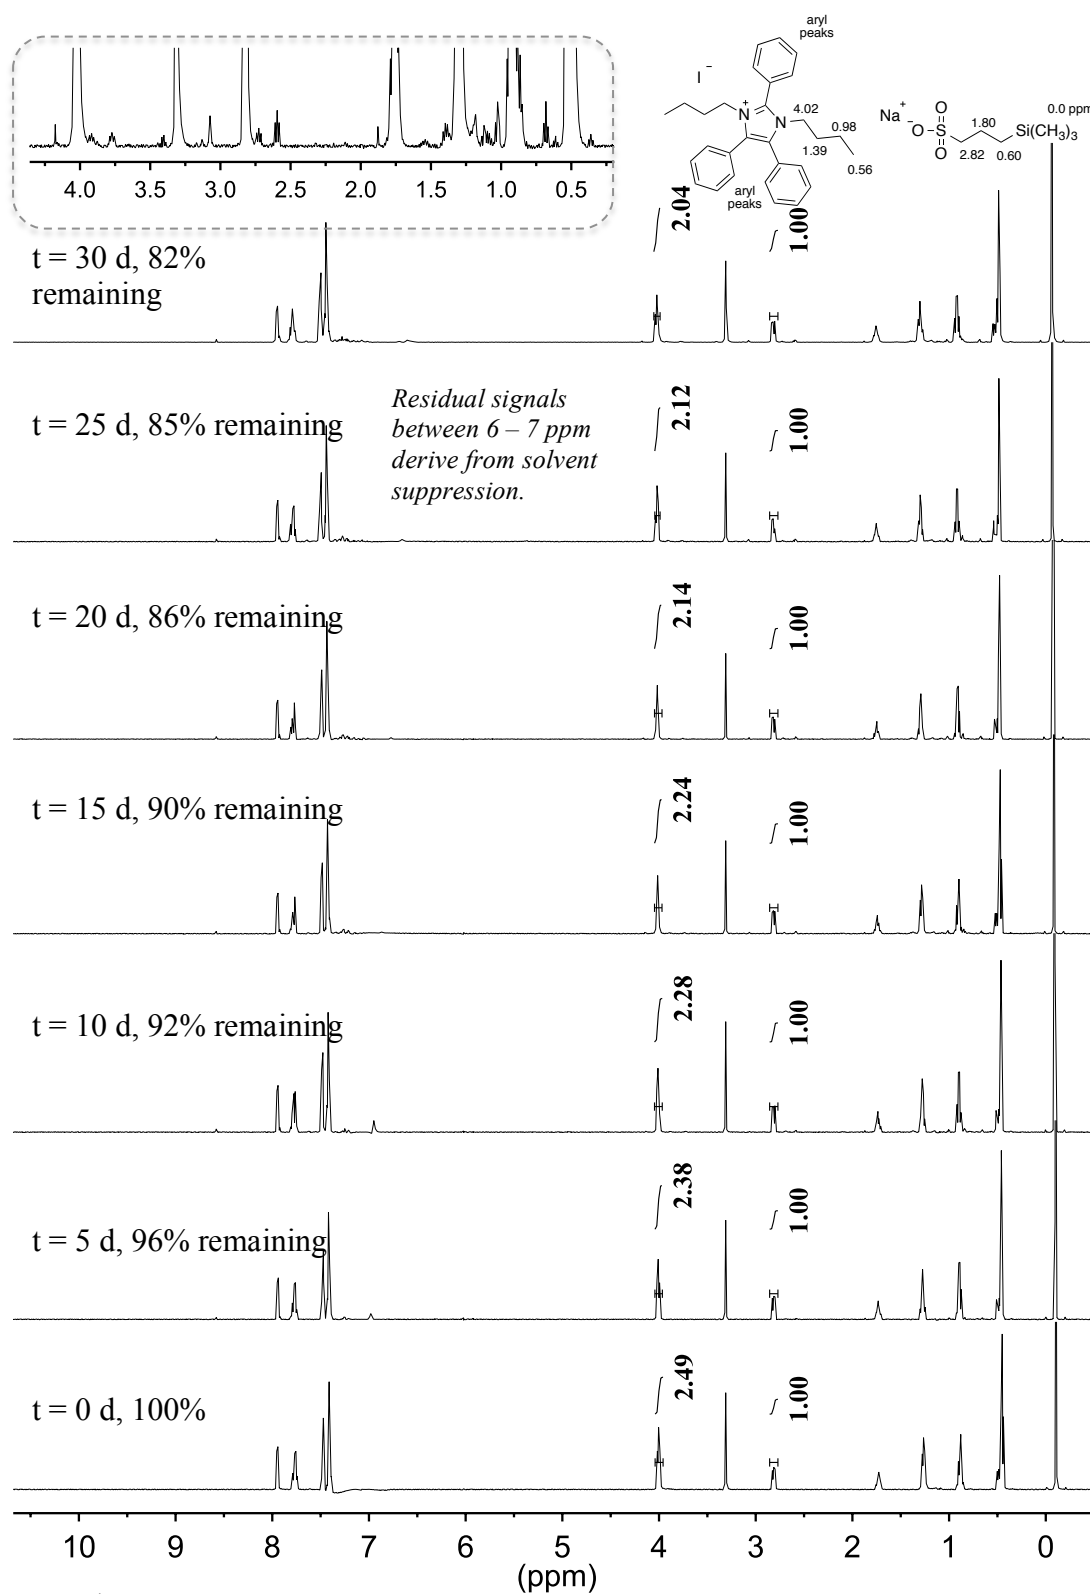 4.0 3.5 3.0 2.5 2.0 1.5 1.0 0.5
aryl
peaks
I⁻
N⁺
N
4.02
0.98
1.39
0.56
aryl
peaks
Na⁺
⁻O
O
S
O
1.80
2.82
0.60
Si(CH₃)₃
0.0 ppm
t = 30 d, 82%
remaining
2.04
1.00
t = 25 d, 85% remaining
2.12
1.00
Residual signals
between 6 – 7 ppm
derive from solvent
suppression.
t = 20 d, 86% remaining
2.14
1.00
t = 15 d, 90% remaining
2.24
1.00
t = 10 d, 92% remaining
2.28
1.00
t = 5 d, 96% remaining
2.38
1.00
t = 0 d, 100%
2.49
1.00
10 9 8 7 6 5 4 3 2 1 0
(ppm)